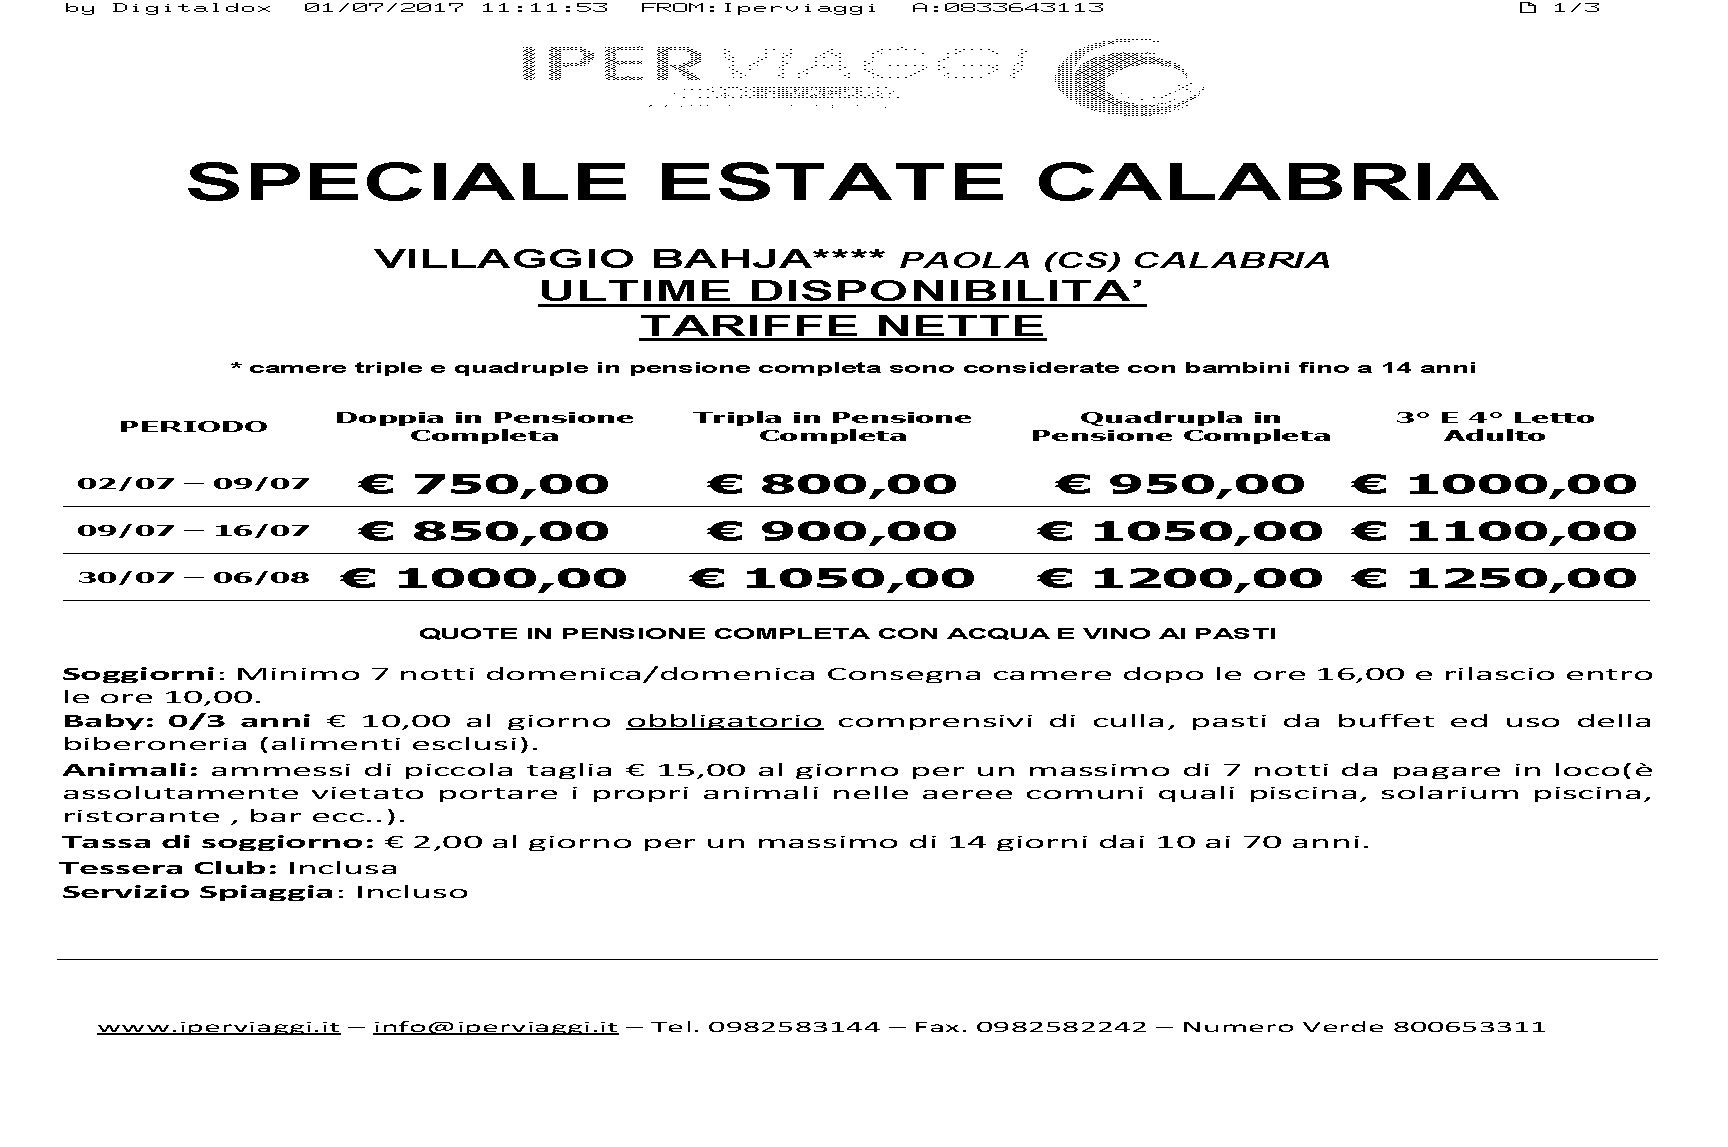 by Digitaldox 01/07/2017 11:11:53 FROM:Iperviaggi A:0833643113 1/3
IPERVIAGGI
SPECIALE ESTATE CALABRIA
VILLAGGIO BAHJA**** PAOLA (CS) CALABRIA
ULTIME DISPONIBILITA’
TARIFFE NETTE
* camere triple e quadruple in pensione completa sono considerate con bambini fino a 14 anni
PERIODO Doppia in Pensione Completa Tripla in Pensione Completa Quadrupla in Pensione Completa 3° E 4° Letto Adulto
02/07 – 09/07 € 750,00 € 800,00 € 950,00 € 1000,00
09/07 – 16/07 € 850,00 € 900,00 € 1050,00 € 1100,00
30/07 – 06/08 € 1000,00 € 1050,00 € 1200,00 € 1250,00
QUOTE IN PENSIONE COMPLETA CON ACQUA E VINO AI PASTI
Soggiorni: Minimo 7 notti domenica/domenica Consegna camere dopo le ore 16,00 e rilascio entro
le ore 10,00.
Baby: 0/3 anni € 10,00 al giorno obbligatorio comprensivi di culla, pasti da buffet ed uso della
biberoneria (alimenti esclusi).
Animali: ammessi di piccola taglia € 15,00 al giorno per un massimo di 7 notti da pagare in loco(è
assolutamente vietato portare i propri animali nelle aeree comuni quali piscina, solarium piscina,
ristorante , bar ecc..).
Tassa di soggiorno: € 2,00 al giorno per un massimo di 14 giorni dai 10 ai 70 anni.
Tessera Club: Inclusa
Servizio Spiaggia: Incluso
www.iperviaggi.it – info@iperviaggi.it – Tel. 0982583144 – Fax. 0982582242 – Numero Verde 800653311